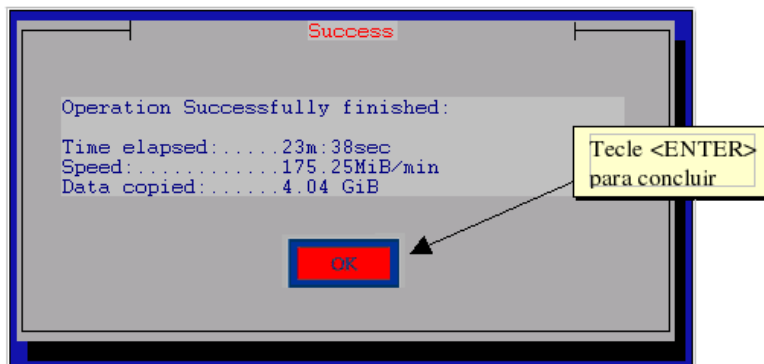 Success
Operation Successfully finished:
Time elapsed:.....23m:38sec
Speed:............175.25MiB/min
Data copied:......4.04 GiB
Tecle <ENTER>
para concluir
OK